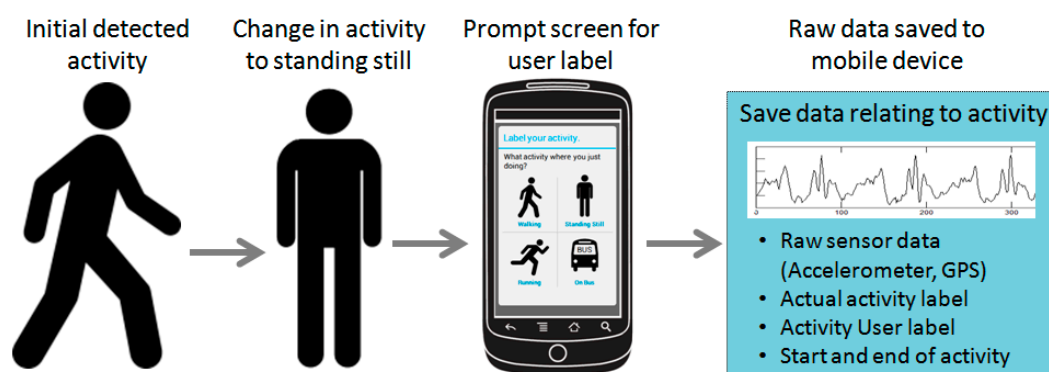 Initial detected
activity
Change in activity
to standing still
Prompt screen for
user label
Raw data saved to
mobile device
Label your activity.
What activity where you just
doing?
Walking
Standing Still
BUS
Running
On Bus
Save data relating to activity
0
100
200
300
• Raw sensor data
(Accelerometer, GPS)
• Actual activity label
• Activity User label
• Start and end of activity